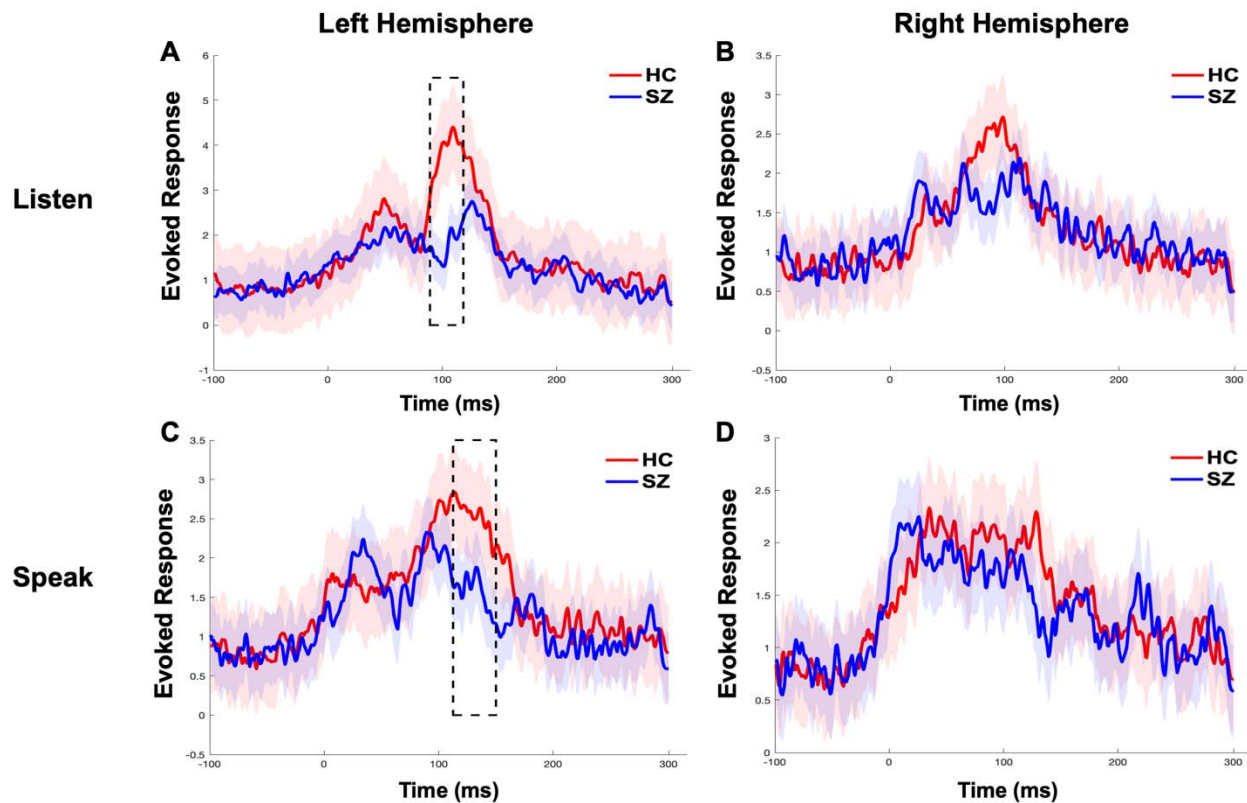 Left Hemisphere
Right Hemisphere
Listen
A
Evoked Response
6
5
4
3
2
1
0
-1
HC
SZ
-100
0
100
200
300
Time (ms)
B
Evoked Response
3.5
3
2.5
2
1.5
1
0.5
0
-0.5
HC
SZ
-100
0
100
200
300
Time (ms)
Speak
C
Evoked Response
3.5
3
2.5
2
1.5
1
0.5
0
-0.5
HC
SZ
-100
0
100
200
300
Time (ms)
D
Evoked Response
3
2.5
2
1.5
1
0.5
0
HC
SZ
-100
0
100
200
300
Time (ms)